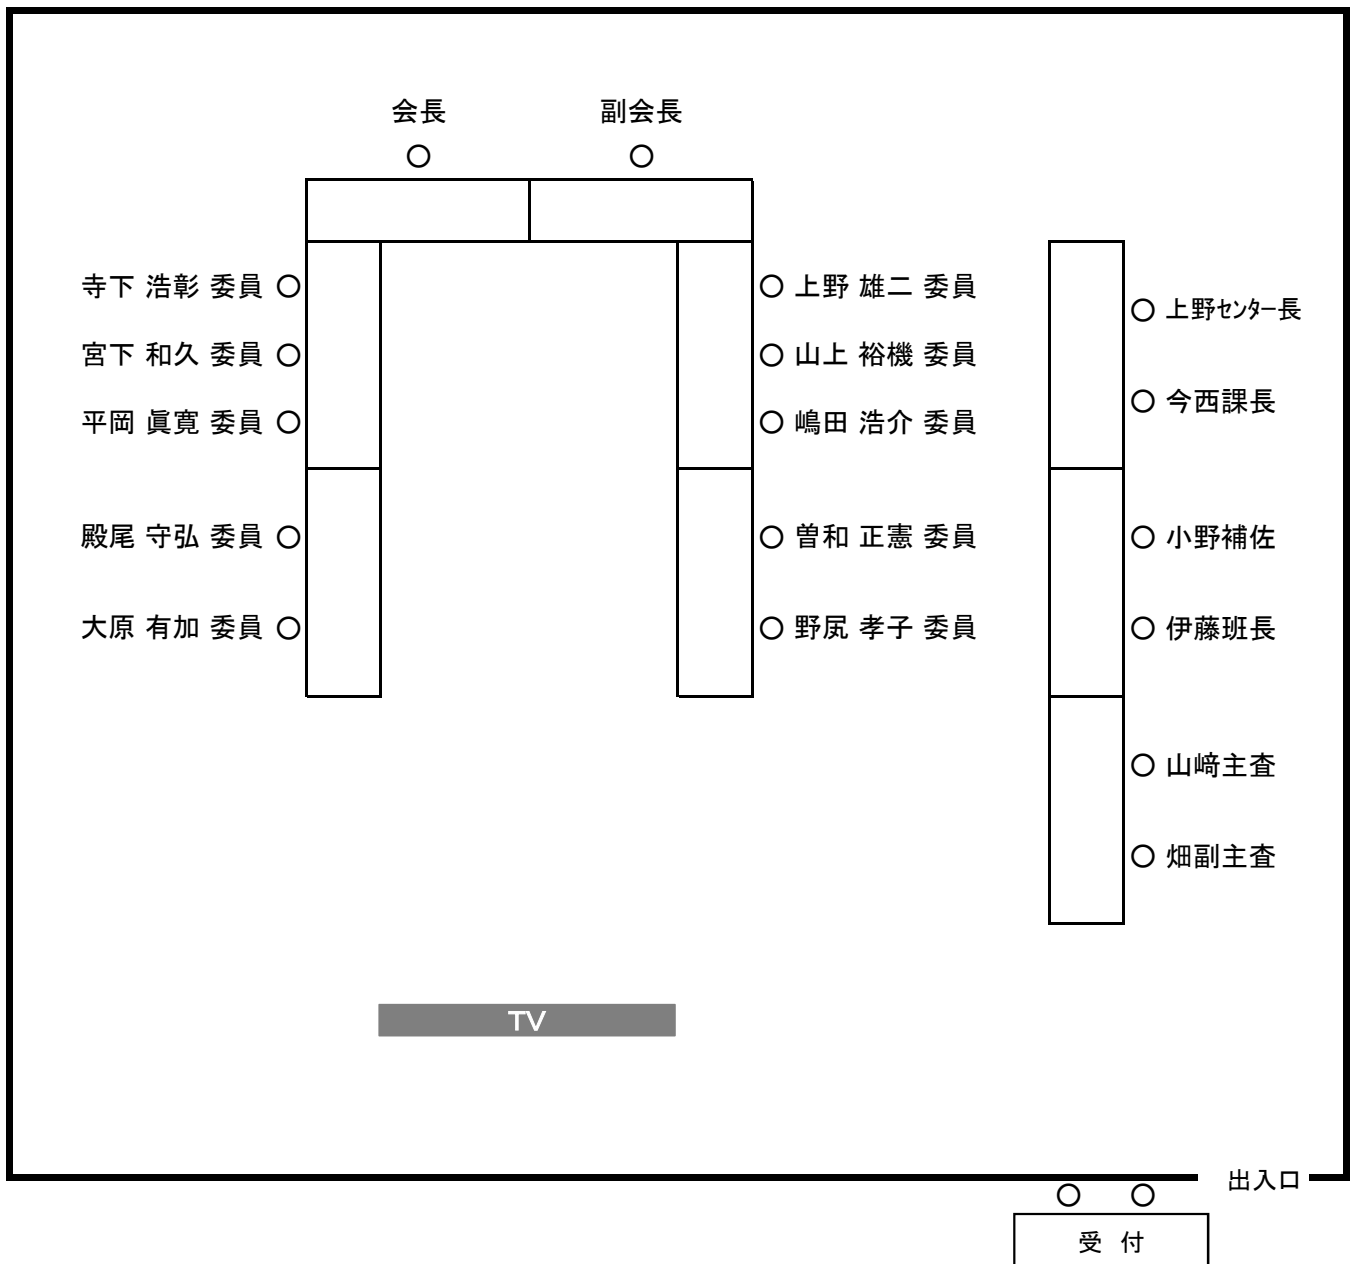 会長
副会長
寺下 浩彰 委員
宮下 和久 委員
平岡 眞寛 委員
殿尾 守弘 委員
大原 有加 委員
上野 雄二 委員
山上 裕機 委員
嶋田 浩介 委員
曽和 正憲 委員
野尻 孝子 委員
上野ｾﾝﾀｰ長
今西課長
小野補佐
伊藤班長
山﨑主査
畑副主査
TV
出入口
受 付